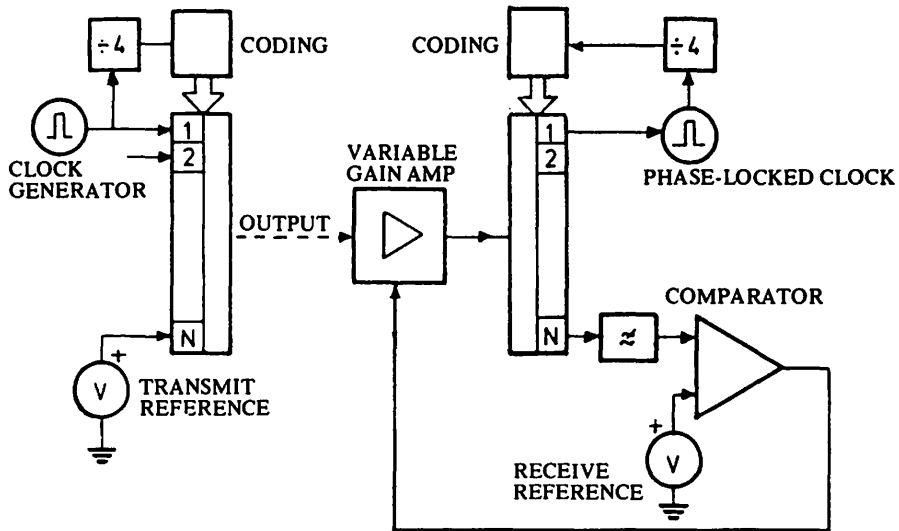 ÷4
CODING
CODING
÷4
1
2
CLOCK
GENERATOR
VARIABLE
GAIN AMP
1
2
PHASE-LOCKED CLOCK
OUTPUT
N
+
V
TRANSMIT
REFERENCE
N
≉
COMPARATOR
+
V
RECEIVE
REFERENCE